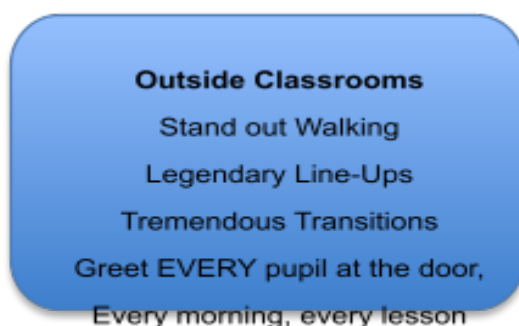 Outside Classrooms
Stand out Walking
Legendary Line-Ups
Tremendous Transitions
Greet EVERY pupil at the door,
Every morning, every lesson